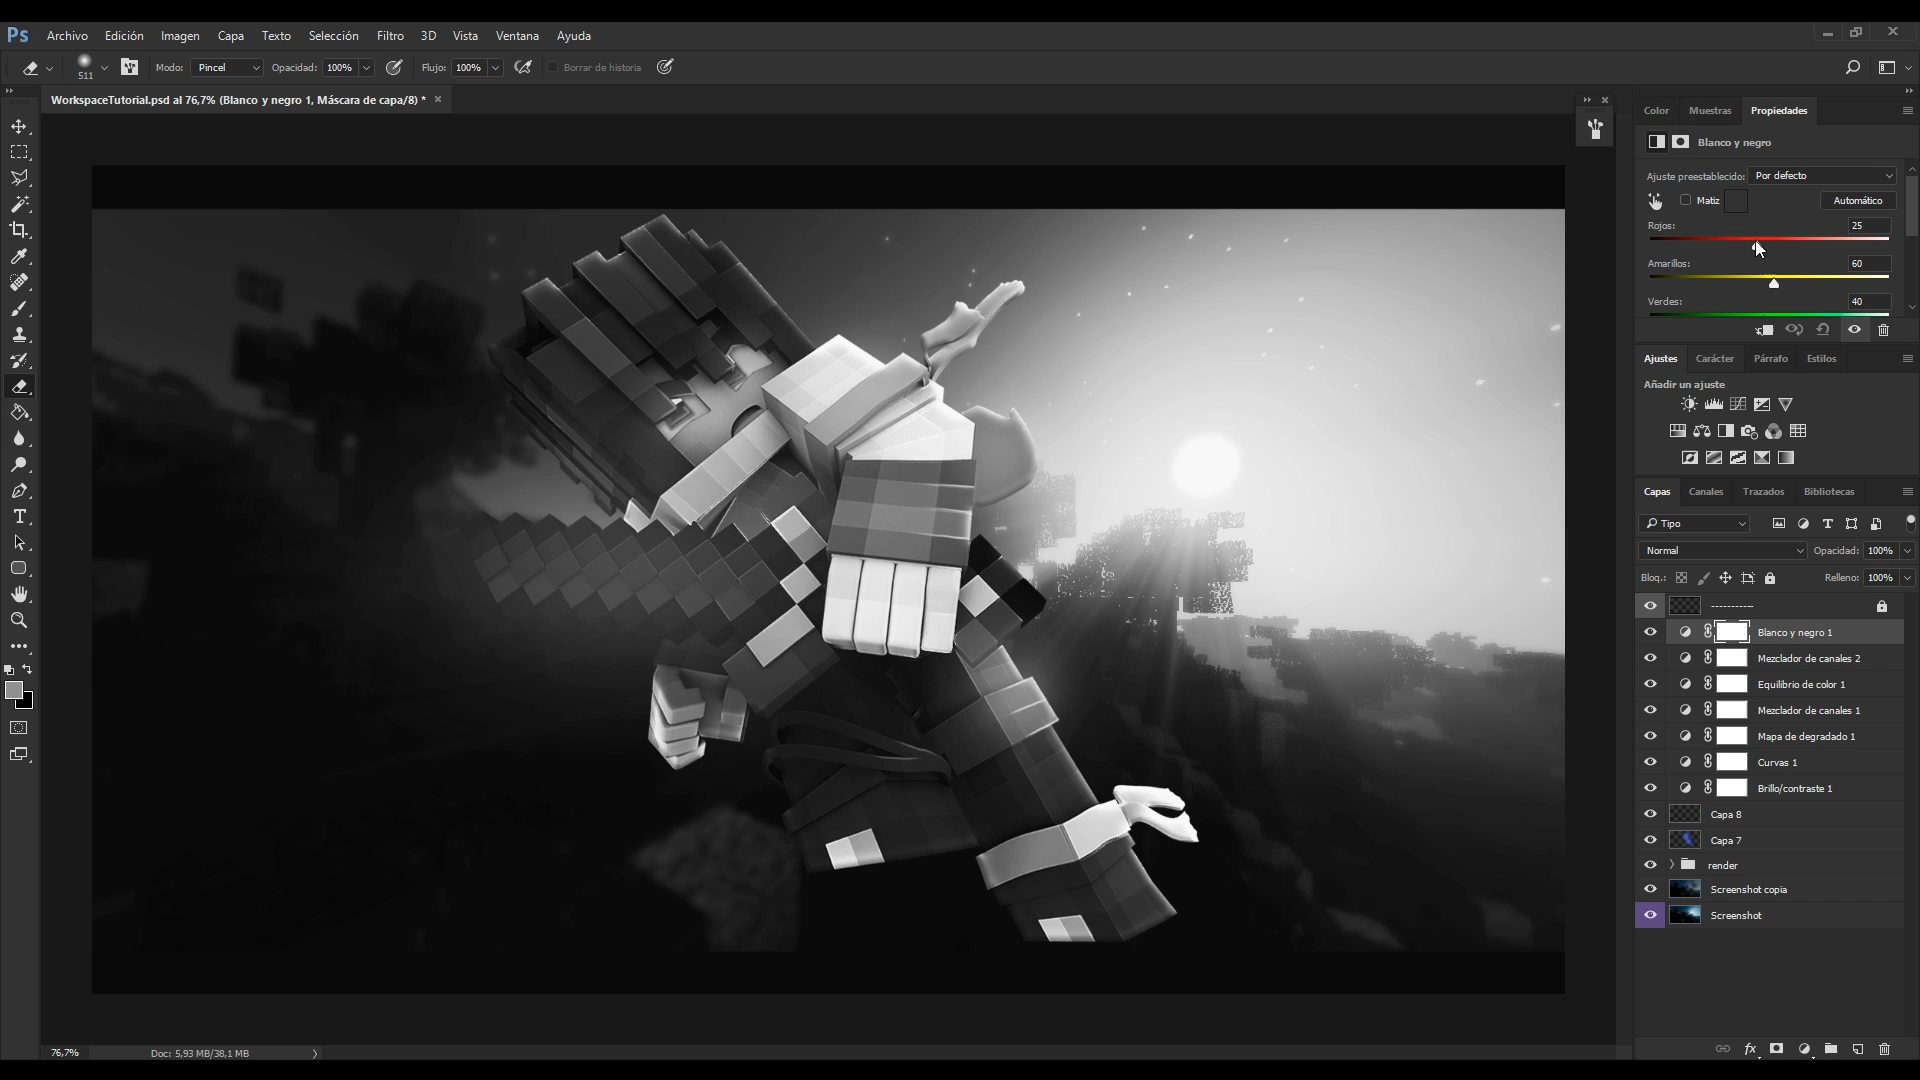 Ps Archivo Edición Imagen Capa Texto Selección Filtro 3D Vista Ventana Ayuda
511 Modo: Pincel Opacidad: 100% Flujo: 100% Borrar de historia
WorkspaceTutorial.psd al 76,7% (Blanco y negro 1, Máscara de capa/8) *
Color Muestras Propiedades
Blanco y negro
Ajuste preestablecido: Por defecto
Matiz Automático
Rojos: 25
Amarillos: 60
Verdes: 40
Ajustes Carácter Párrafo Estilos
Añadir un ajuste
Capas Canales Trazados Bibliotecas
Tipo
Normal Opacidad: 100%
Bloq.: Relleno: 100%
-----------
Blanco y negro 1
Mezclador de canales 2
Equilibrio de color 1
Mezclador de canales 1
Mapa de degradado 1
Curvas 1
Brillo/contraste 1
Capa 8
Capa 7
render
Screenshot copia
Screenshot
fx
76,7% Doc: 5,93 MB/38,1 MB